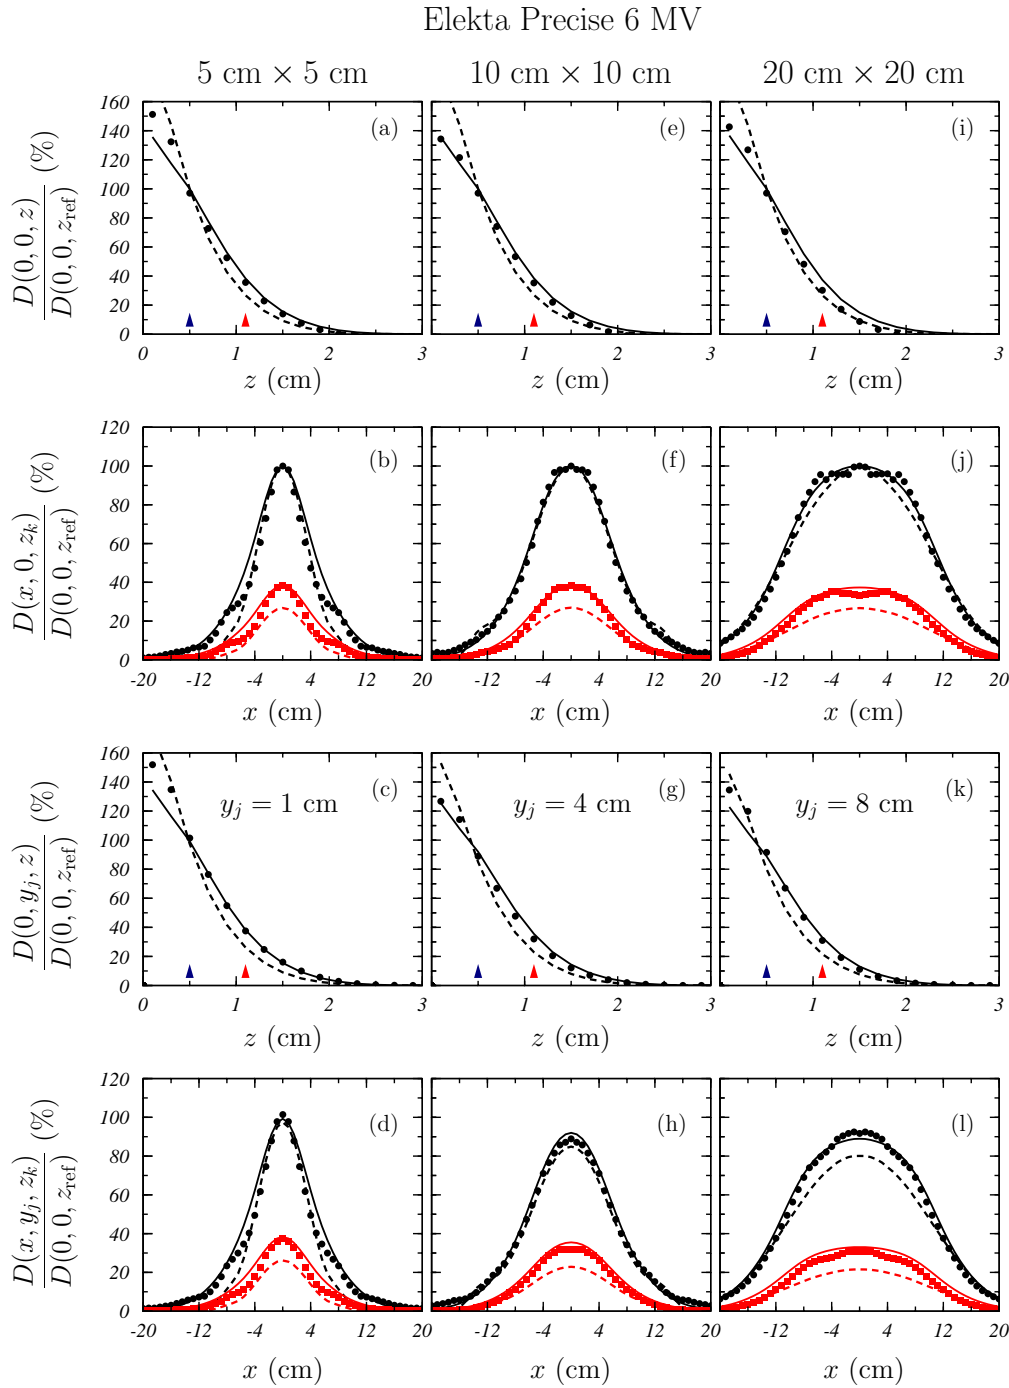 Elekta Precise 6 MV
5 cm × 5 cm 10 cm × 10 cm 20 cm × 20 cm
D(0, 0, z) / D(0, 0, z_ref) (%)
160 140 120 100 80 60 40 20 0
(a) (e) (i)
0 1 2 3 1 2 3 1 2 3
z (cm) z (cm) z (cm)
D(x, 0, z_k) / D(0, 0, z_ref) (%)
120 100 80 60 40 20 0
(b) (f) (j)
-20 -12 -4 4 12 20 -12 -4 4 12 20 -12 -4 4 12 20
x (cm) x (cm) x (cm)
D(0, y_j, z) / D(0, 0, z_ref) (%)
160 140 120 100 80 60 40 20 0
(c) (g) (k)
y_j = 1 cm y_j = 4 cm y_j = 8 cm
0 1 2 3 1 2 3 1 2 3
z (cm) z (cm) z (cm)
D(x, y_j, z_k) / D(0, 0, z_ref) (%)
120 100 80 60 40 20 0
(d) (h) (l)
-20 -12 -4 4 12 20 -12 -4 4 12 20 -12 -4 4 12 20
x (cm) x (cm) x (cm)